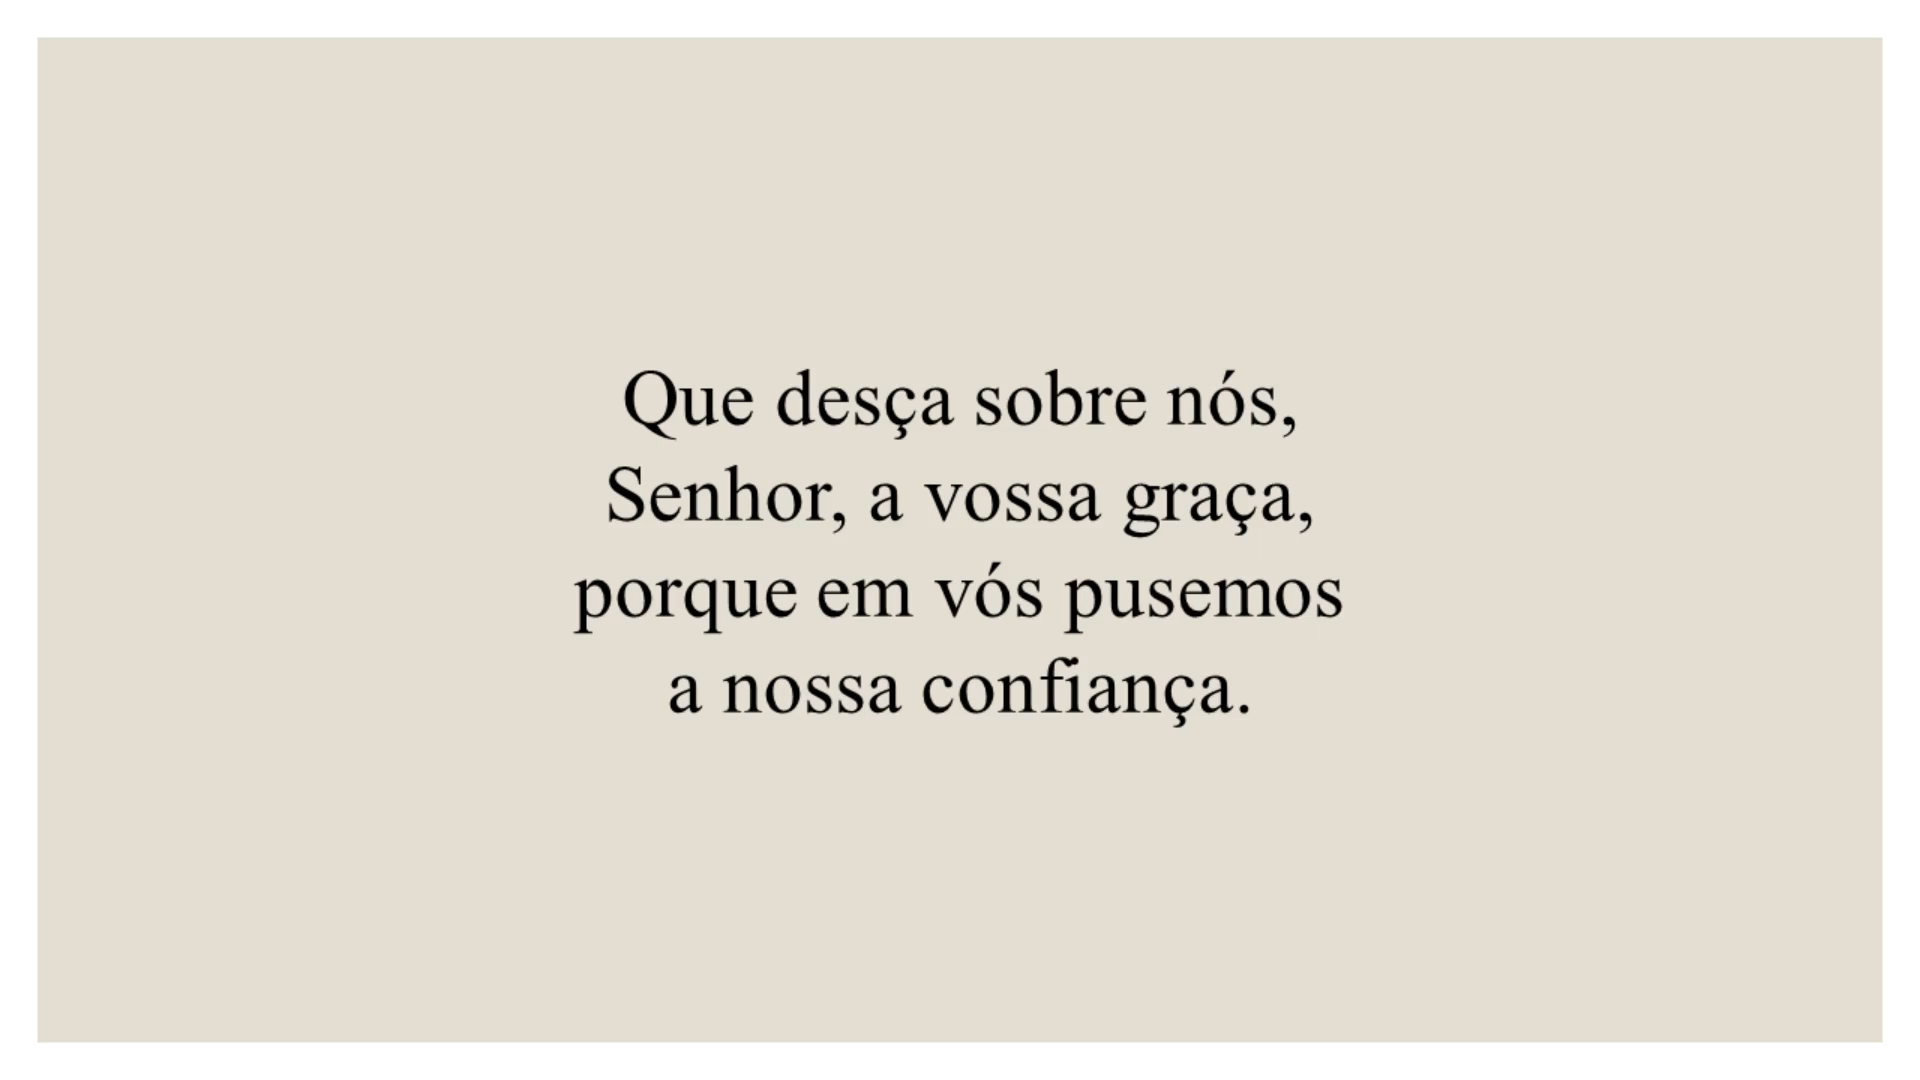 Que desça sobre nós,
Senhor, a vossa graça,
porque em vós pusemos
a nossa confiança.